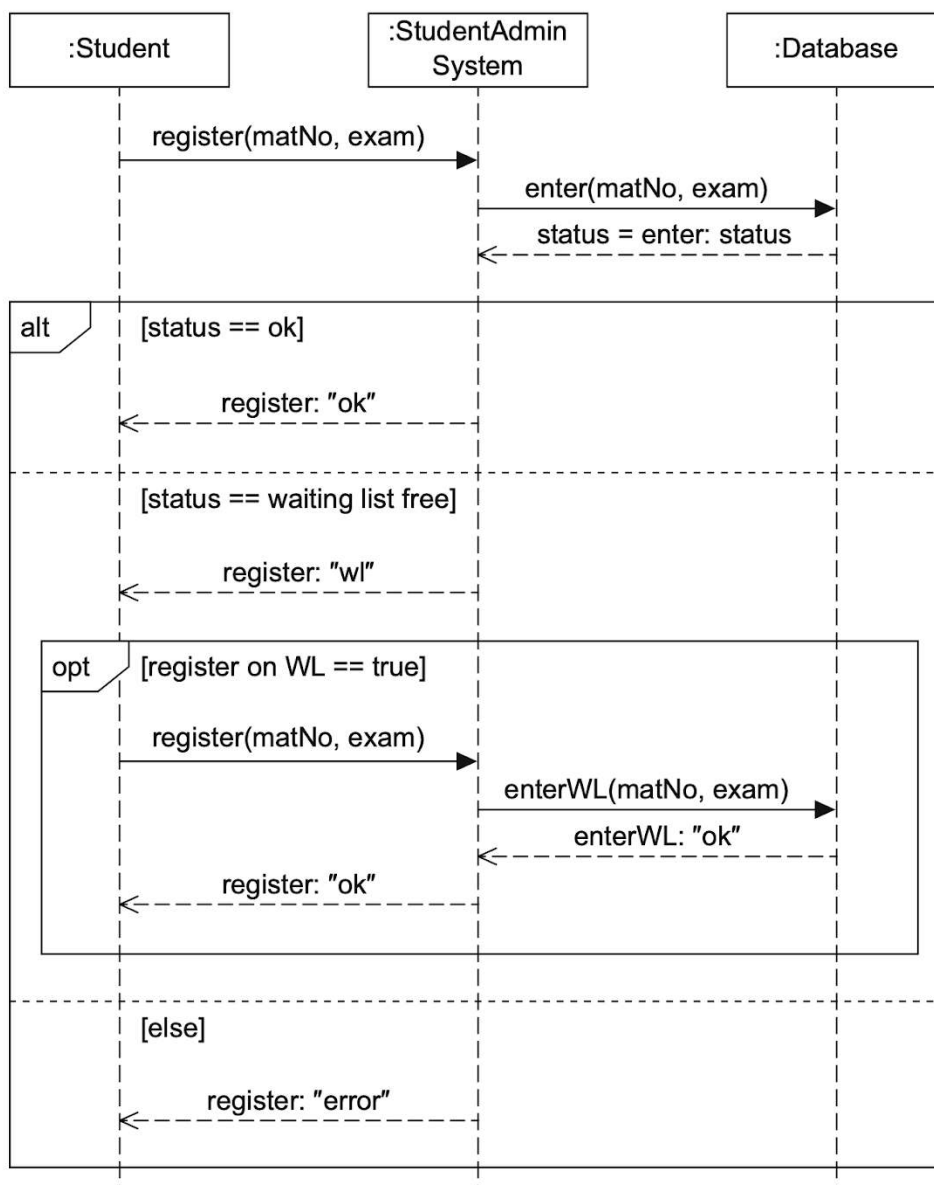 :Student
:StudentAdmin
System
:Database
register(matNo, exam)
enter(matNo, exam)
status = enter: status
alt
[status == ok]
register: "ok"
[status == waiting list free]
register: "wl"
opt
[register on WL == true]
register(matNo, exam)
enterWL(matNo, exam)
enterWL: "ok"
register: "ok"
[else]
register: "error"